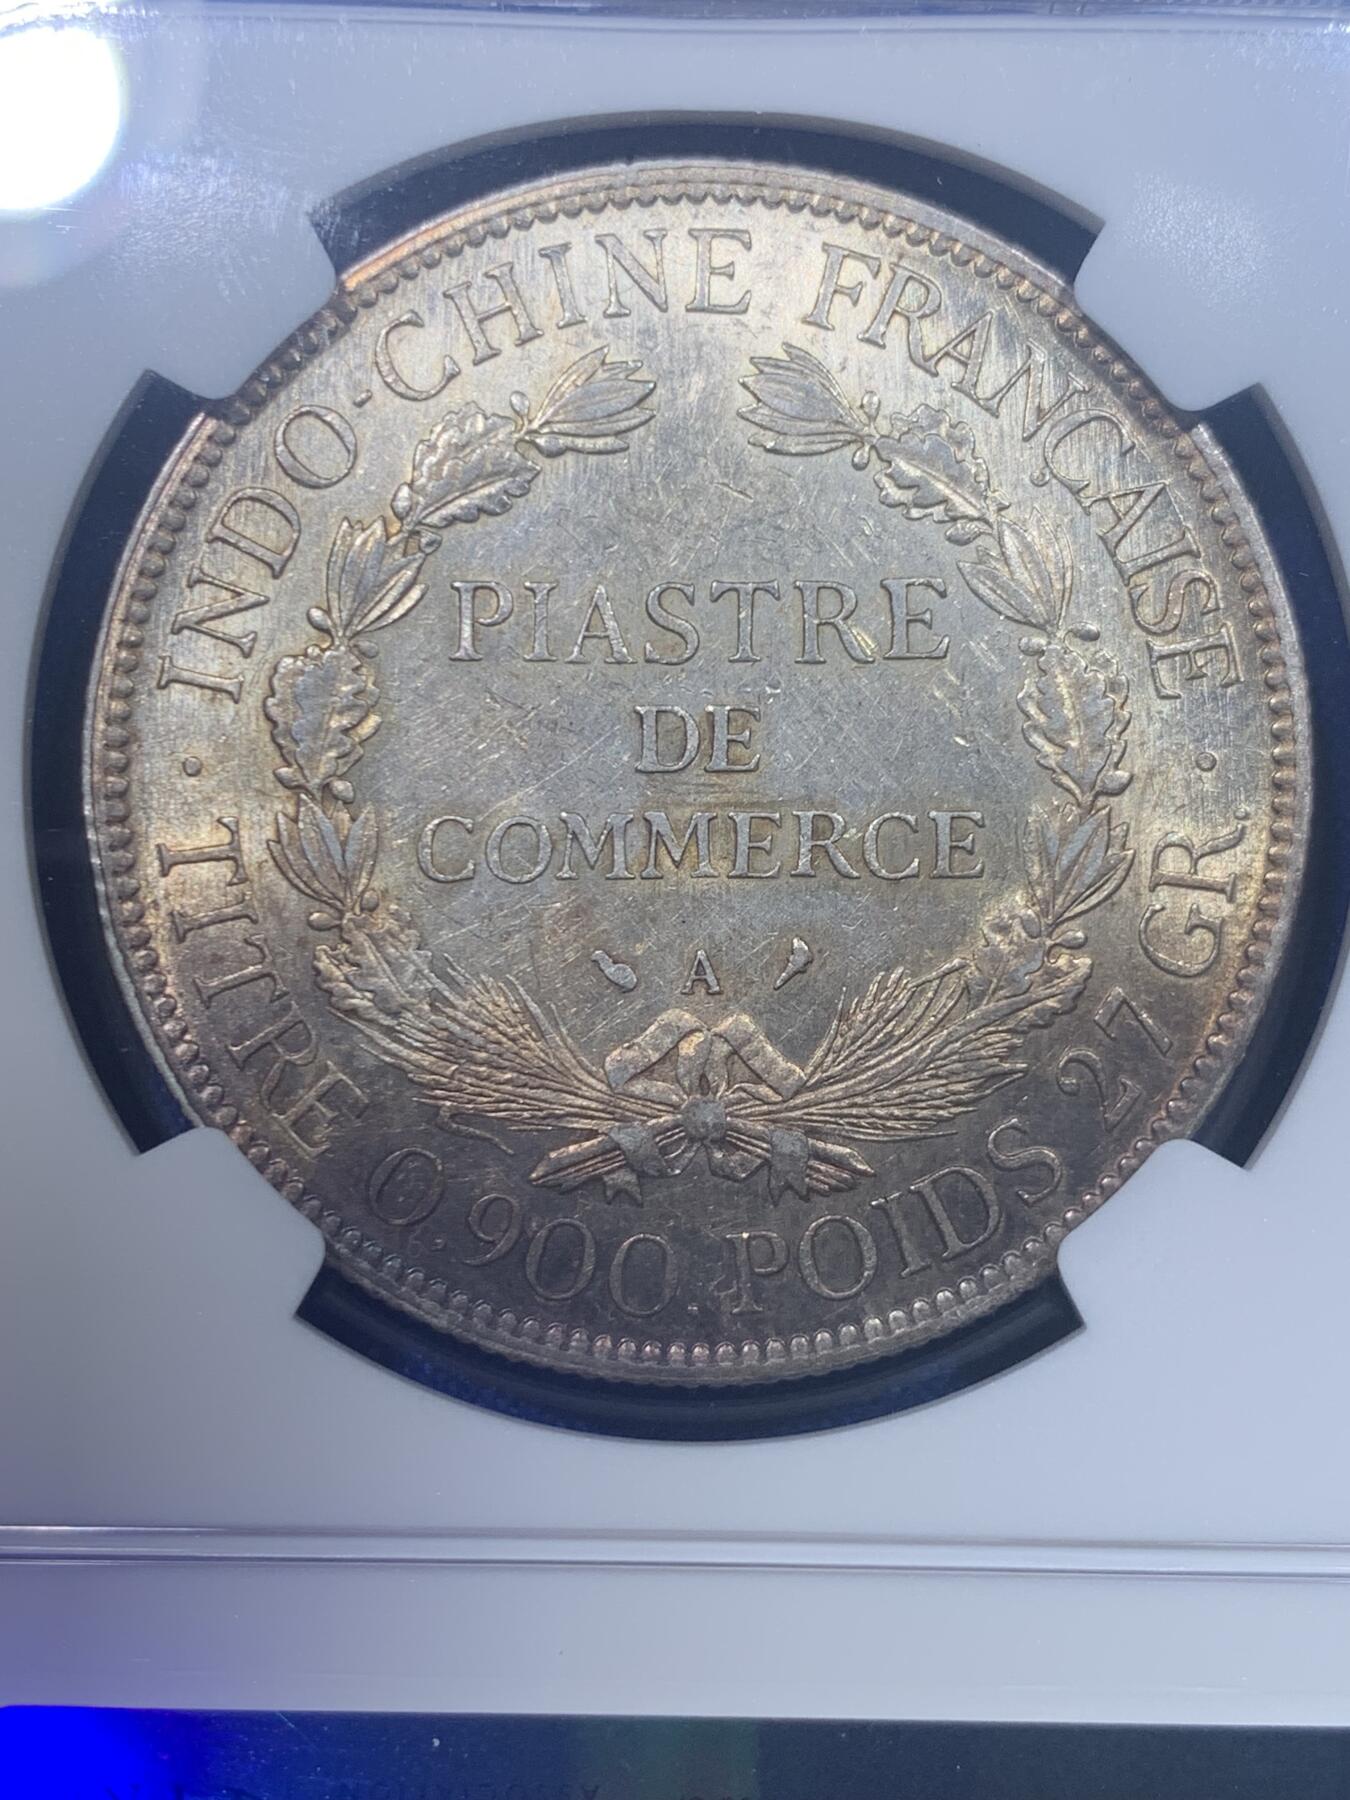 INDO-CHINE FRANÇAISE
PIASTRE
DE
COMMERCE
A
· TITRE 0,900. POIDS 27 GR. ·